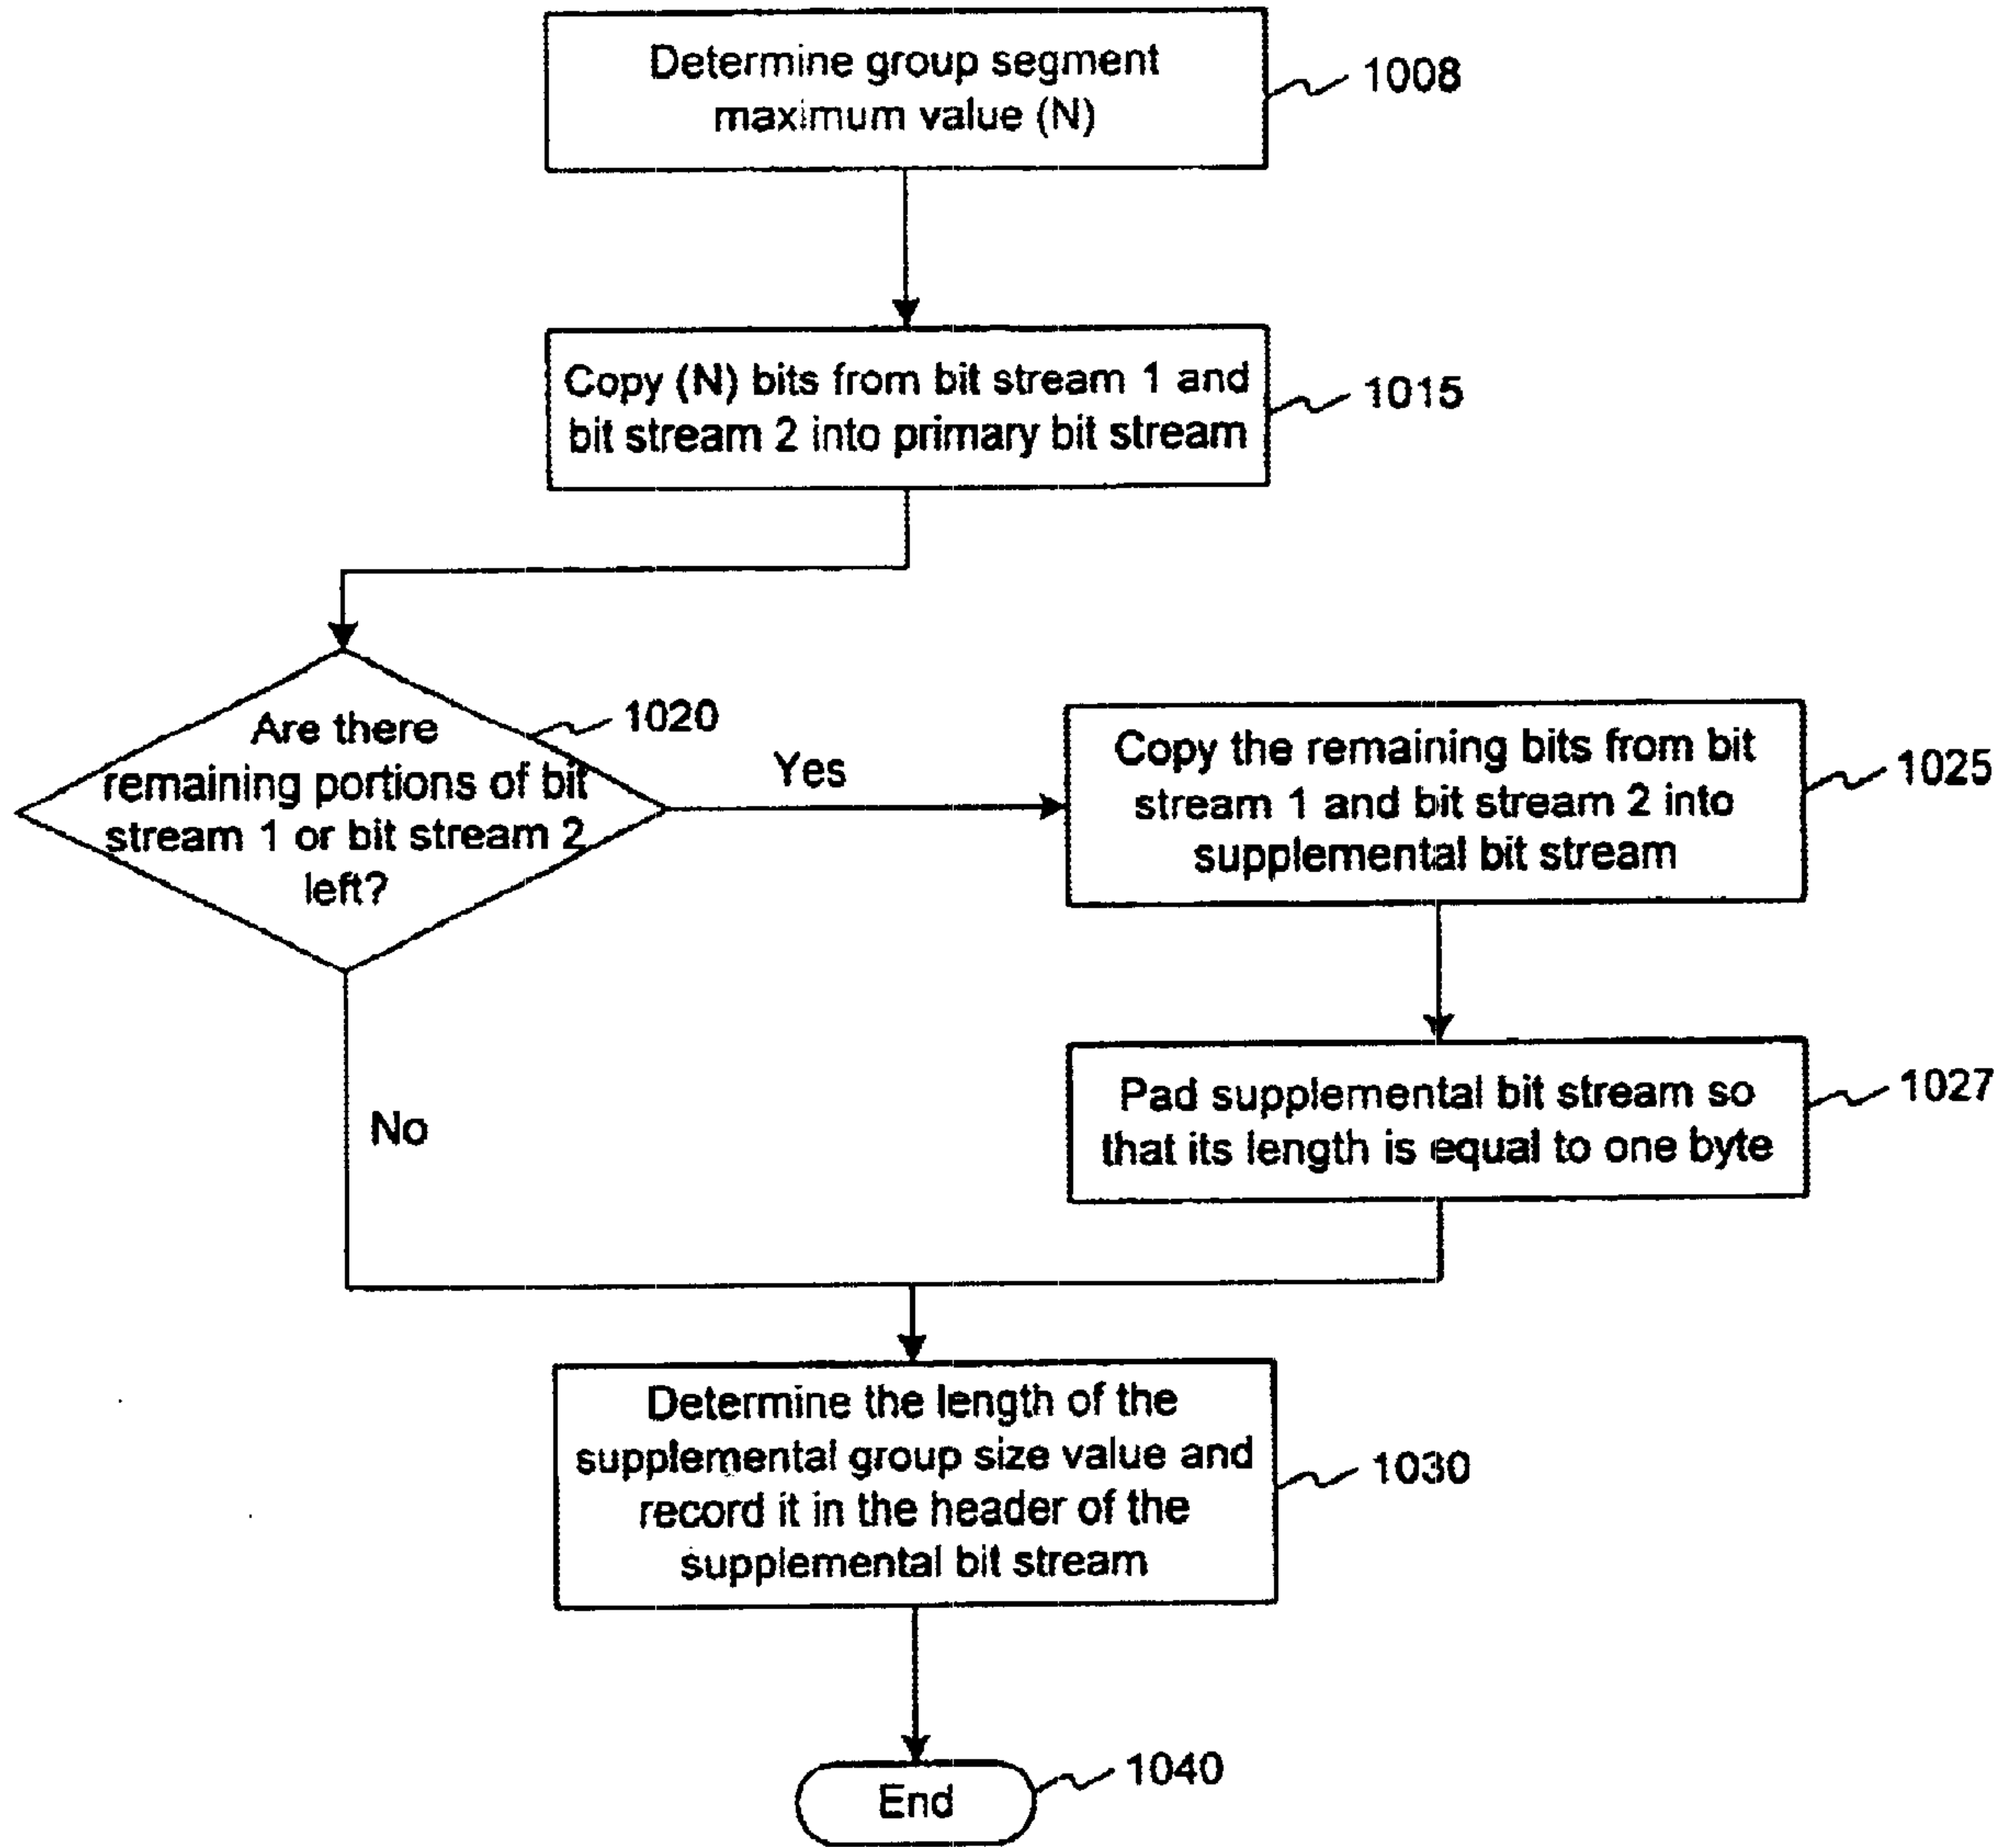 Determine group segment
maximum value (N)
1008
Copy (N) bits from bit stream 1 and
bit stream 2 into primary bit stream
1015
Are there
remaining portions of bit
stream 1 or bit stream 2
left?
1020
Yes
Copy the remaining bits from bit
stream 1 and bit stream 2 into
supplemental bit stream
1025
Pad supplemental bit stream so
that its length is equal to one byte
1027
No
Determine the length of the
supplemental group size value and
record it in the header of the
supplemental bit stream
1030
End
1040